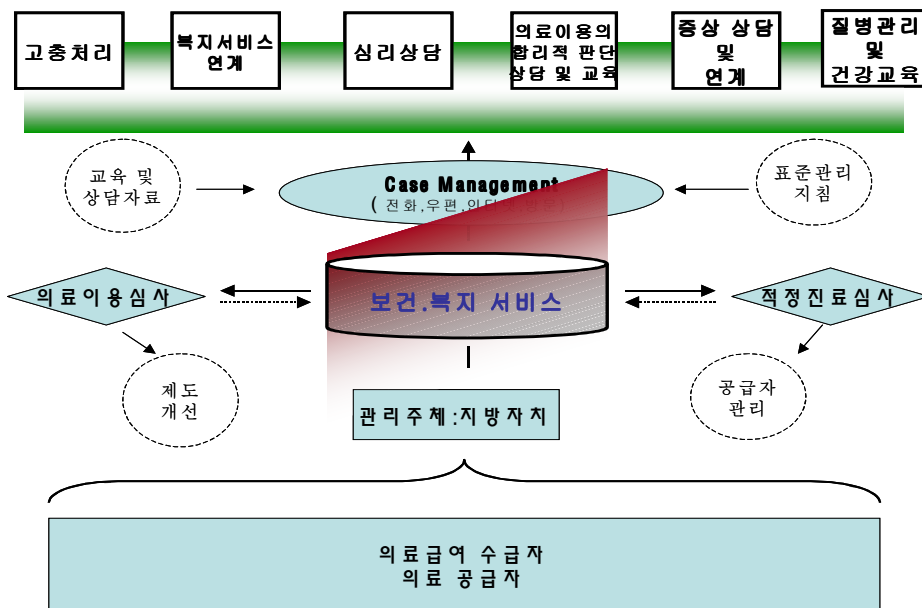 고충처리
복지서비스
연계
심리상담
의료이용의
합리적 판단
상담 및 교육
증상 상담
및
연계
질병관리
및
건강교육
교육 및
상담자료
Case Management
( 전화,우편,
표준관리
지침
의료이용심사
보건.복지 서비스
적정진료심사
제도
개선
관리주체:지방자치
공급자
관리
의료급여 수급자
의료 공급자